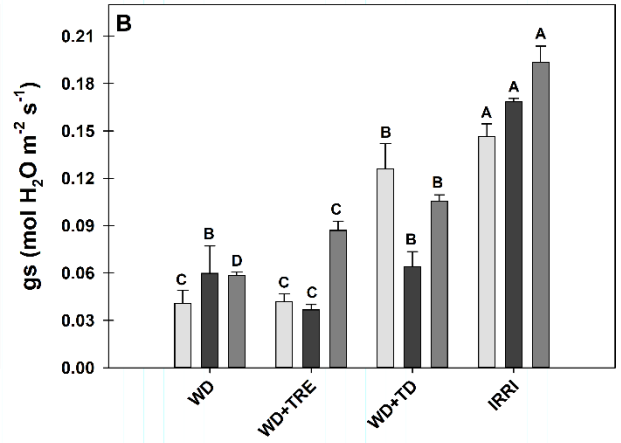 B
gs (mol H₂O m⁻² s⁻¹)
0.21
0.18
0.15
0.12
0.09
0.06
0.03
0.00
C B D
C C C
B B B
A A A
WD
WD+TRE
WD+TD
IRRI